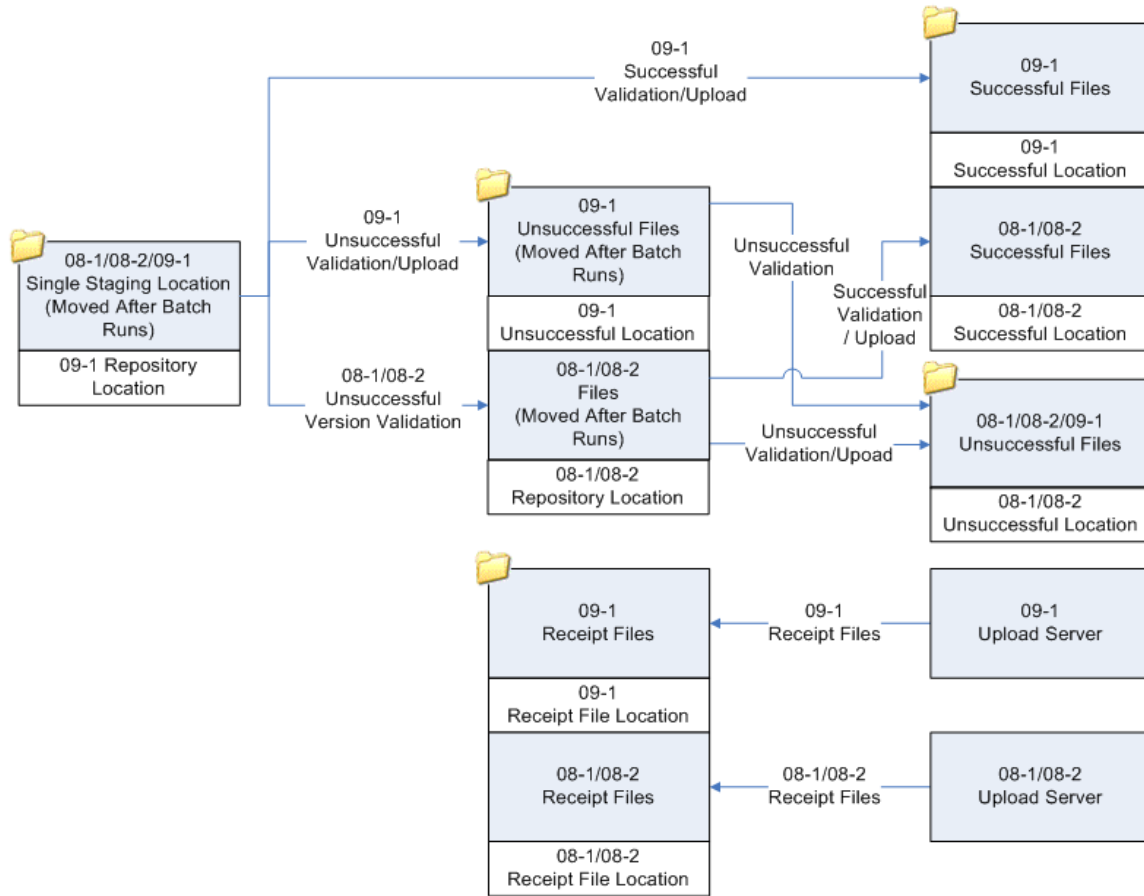 09-1
Successful
Validation/Upload
09-1
Successful Files
09-1
Successful Location
08-1/08-2
Successful Files
08-1/08-2
Successful Location
08-1/08-2/09-1
Single Staging Location
(Moved After Batch
Runs)
09-1 Repository
Location
09-1
Unsuccessful
Validation/Upload
08-1/08-2
Unsuccessful
Version Validation
09-1
Unsuccessful Files
(Moved After Batch
Runs)
09-1
Unsuccessful Location
08-1/08-2
Files
(Moved After Batch
Runs)
08-1/08-2
Repository Location
Unsuccessful
Validation
Successful
Validation
/ Upload
Unsuccessful
Validation/Upoad
08-1/08-2/09-1
Unsuccessful Files
08-1/08-2
Unsuccessful Location
09-1
Receipt Files
09-1
Receipt File Location
09-1
Receipt Files
09-1
Upload Server
08-1/08-2
Receipt Files
08-1/08-2
Receipt File Location
08-1/08-2
Receipt Files
08-1/08-2
Upload Server